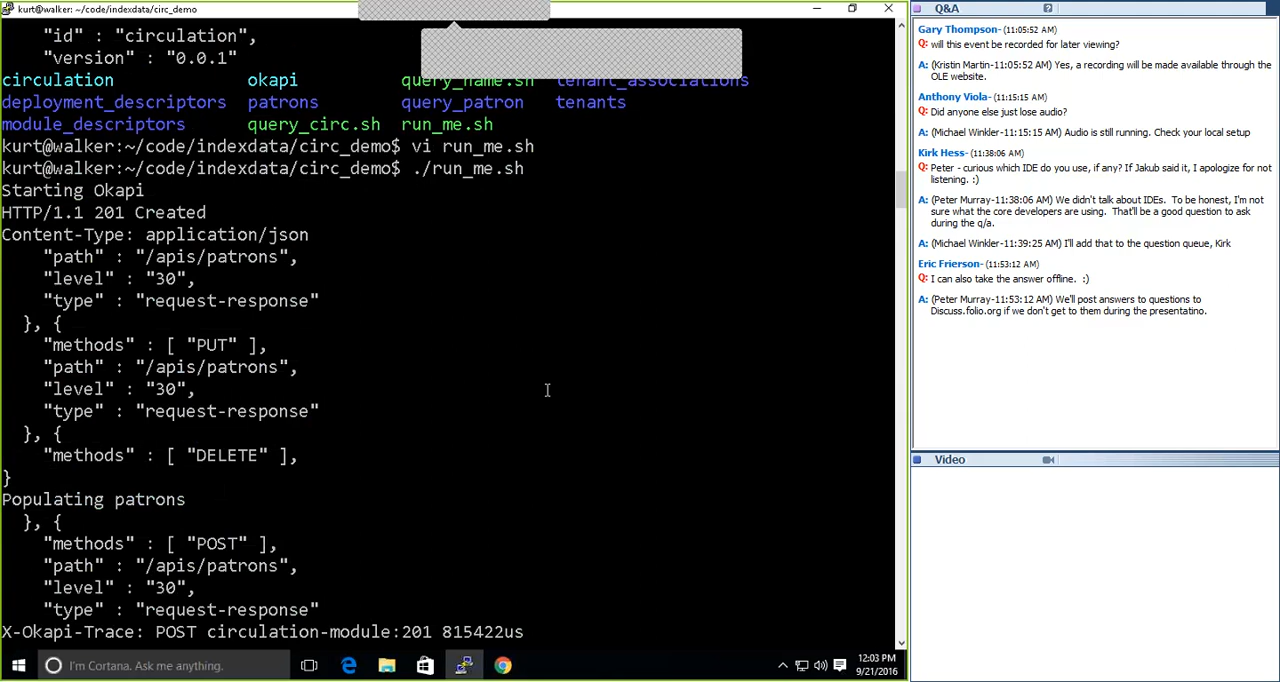 kurt@walker: ~/code/indexdata/circ_demo
"id" : "circulation",
"version" : "0.0.1"
circulation okapi query_name.sh tenant_associations
deployment_descriptors patrons query_patron tenants
module_descriptors query_circ.sh run_me.sh
kurt@walker:~/code/indexdata/circ_demo$ vi run_me.sh
kurt@walker:~/code/indexdata/circ_demo$ ./run_me.sh
Starting Okapi
HTTP/1.1 201 Created
Content-Type: application/json
"path" : "/apis/patrons",
"level" : "30",
"type" : "request-response"
}, {
"methods" : [ "PUT" ],
"path" : "/apis/patrons",
"level" : "30",
"type" : "request-response"
}, {
"methods" : [ "DELETE" ],
}
Populating patrons
}, {
"methods" : [ "POST" ],
"path" : "/apis/patrons",
"level" : "30",
"type" : "request-response"
X-Okapi-Trace: POST circulation-module:201 815422us
I'm Cortana. Ask me anything.
12:03 PM
9/21/2016
Q&A
Gary Thompson- (11:05:52 AM)
Q: will this event be recorded for later viewing?
A: (Kristin Martin-11:05:52 AM) Yes, a recording will be made available through the
OLE website.
Anthony Viola- (11:15:15 AM)
Q: Did anyone else just lose audio?
A: (Michael Winkler-11:15:15 AM) Audio is still running. Check your local setup
Kirk Hess- (11:38:06 AM)
Q: Peter - curious which IDE do you use, if any? If Jakub said it, I apologize for not
listening. :)
A: (Peter Murray-11:38:06 AM) We didn't talk about IDEs. To be honest, I'm not
sure what the core developers are using. That'll be a good question to ask
during the q/a.
A: (Michael Winkler-11:39:25 AM) I'll add that to the question queue, Kirk
Eric Frierson- (11:53:12 AM)
Q: I can also take the answer offline. :)
A: (Peter Murray-11:53:12 AM) We'll post answers to questions to
Discuss.folio.org if we don't get to them during the presentatino.
Video